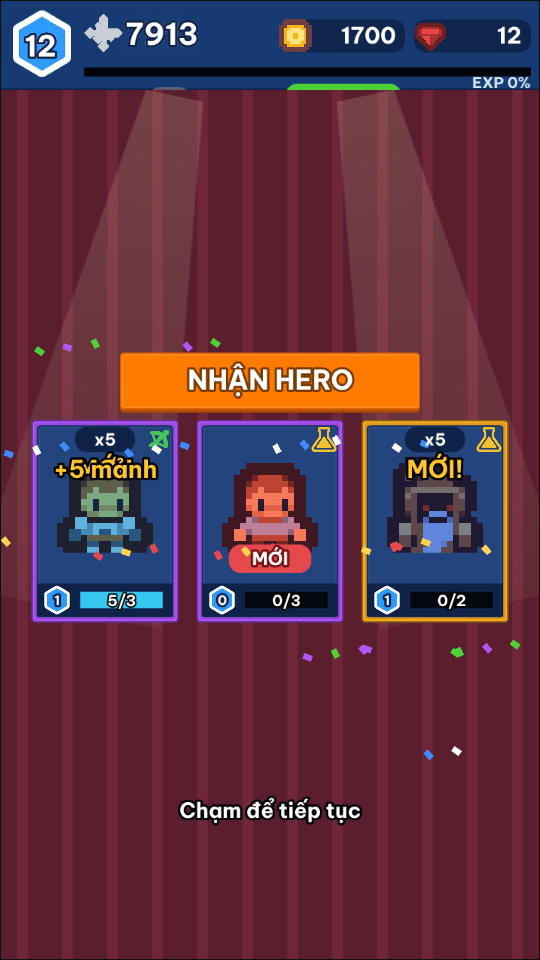 12
7913
1700
12
EXP 0%
NHẬN HERO
x5
x5
+5 mảnh
MỚI!
MỚI
1
5/3
0
0/3
1
0/2
Chạm để tiếp tục